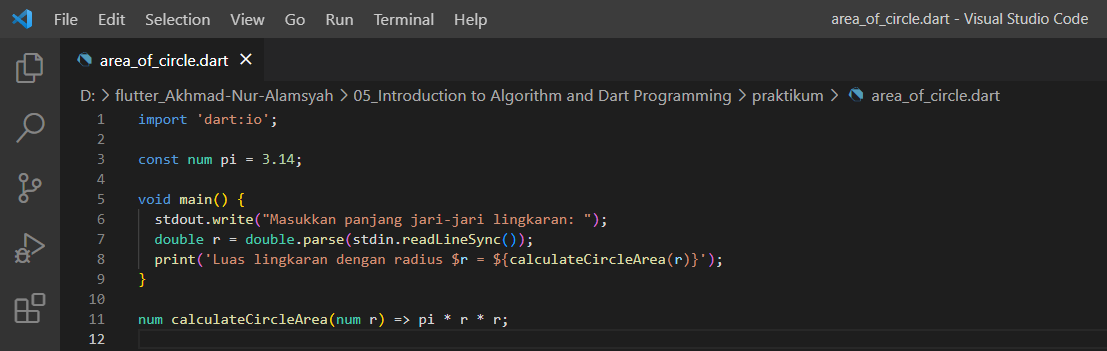 File Edit Selection View Go Run Terminal Help area_of_circle.dart - Visual Studio Code
area_of_circle.dart ×
D: > flutter_Akhmad-Nur-Alamsyah > 05_Introduction to Algorithm and Dart Programming > praktikum > area_of_circle.dart
1 import 'dart:io';
2
3 const num pi = 3.14;
4
5 void main() {
6   stdout.write("Masukkan panjang jari-jari lingkaran: ");
7   double r = double.parse(stdin.readLineSync());
8   print('Luas lingkaran dengan radius $r = ${calculateCircleArea(r)}');
9 }
10
11 num calculateCircleArea(num r) => pi * r * r;
12